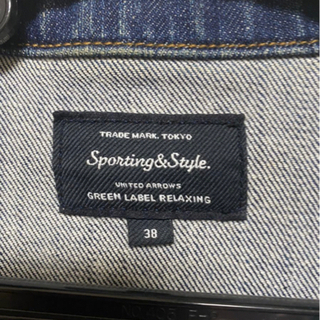 TRADE MARK. TOKYO
Sporting&Style.
UNITED ARROWS
GREEN LABEL RELAXING
38